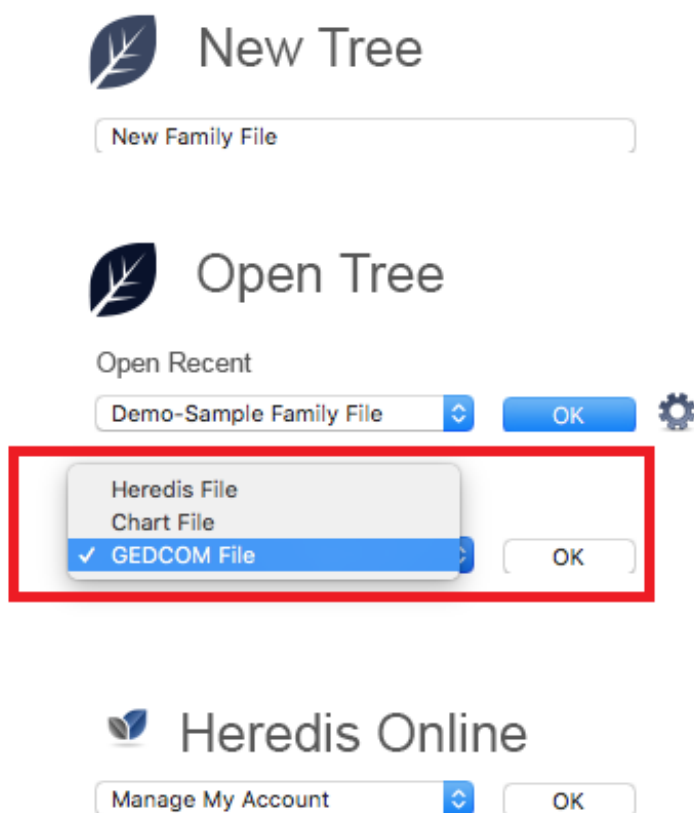 New Tree
New Family File
Open Tree
Open Recent
Demo-Sample Family File OK
Heredis File
Chart File
✓ GEDCOM File OK
Heredis Online
Manage My Account OK